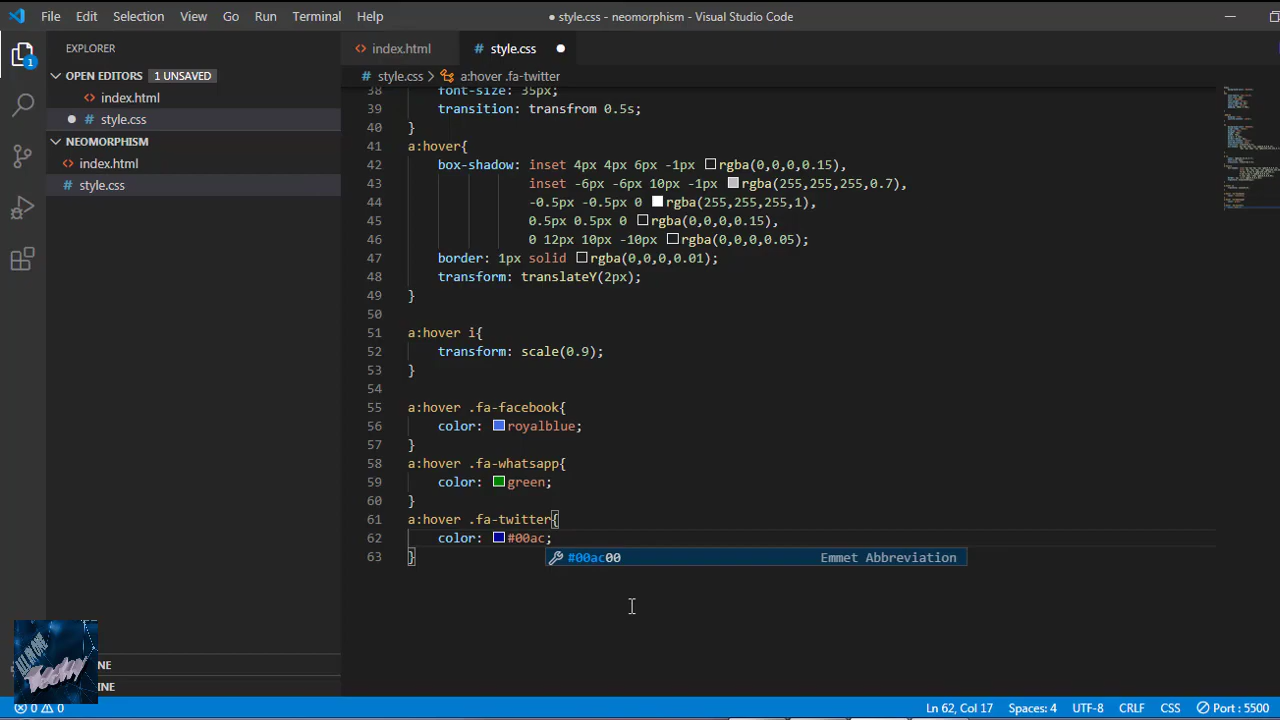 File Edit Selection View Go Run Terminal Help
● style.css - neomorphism - Visual Studio Code
EXPLORER
index.html
style.css
OPEN EDITORS 1 UNSAVED
style.css > a:hover .fa-twitter
index.html
style.css
NEOMORPHISM
index.html
style.css
1
38 font-size: 35px;
39 transition: transfrom 0.5s;
40 }
41 a:hover{
42 box-shadow: inset 4px 4px 6px -1px rgba(0,0,0,0.15),
43 inset -6px -6px 10px -1px rgba(255,255,255,0.7),
44 -0.5px -0.5px 0 rgba(255,255,255,1),
45 0.5px 0.5px 0 rgba(0,0,0,0.15),
46 0 12px 10px -10px rgba(0,0,0,0.05);
47 border: 1px solid rgba(0,0,0,0.01);
48 transform: translateY(2px);
49 }
50
51 a:hover i{
52 transform: scale(0.9);
53 }
54
55 a:hover .fa-facebook{
56 color: royalblue;
57 }
58 a:hover .fa-whatsapp{
59 color: green;
60 }
61 a:hover .fa-twitter{
62 color: #00ac;
63 }
#00ac00 Emmet Abbreviation
ALL IN ONE
Techy
NE
INE
0 0
Ln 62, Col 17 Spaces: 4 UTF-8 CRLF CSS Port : 5500